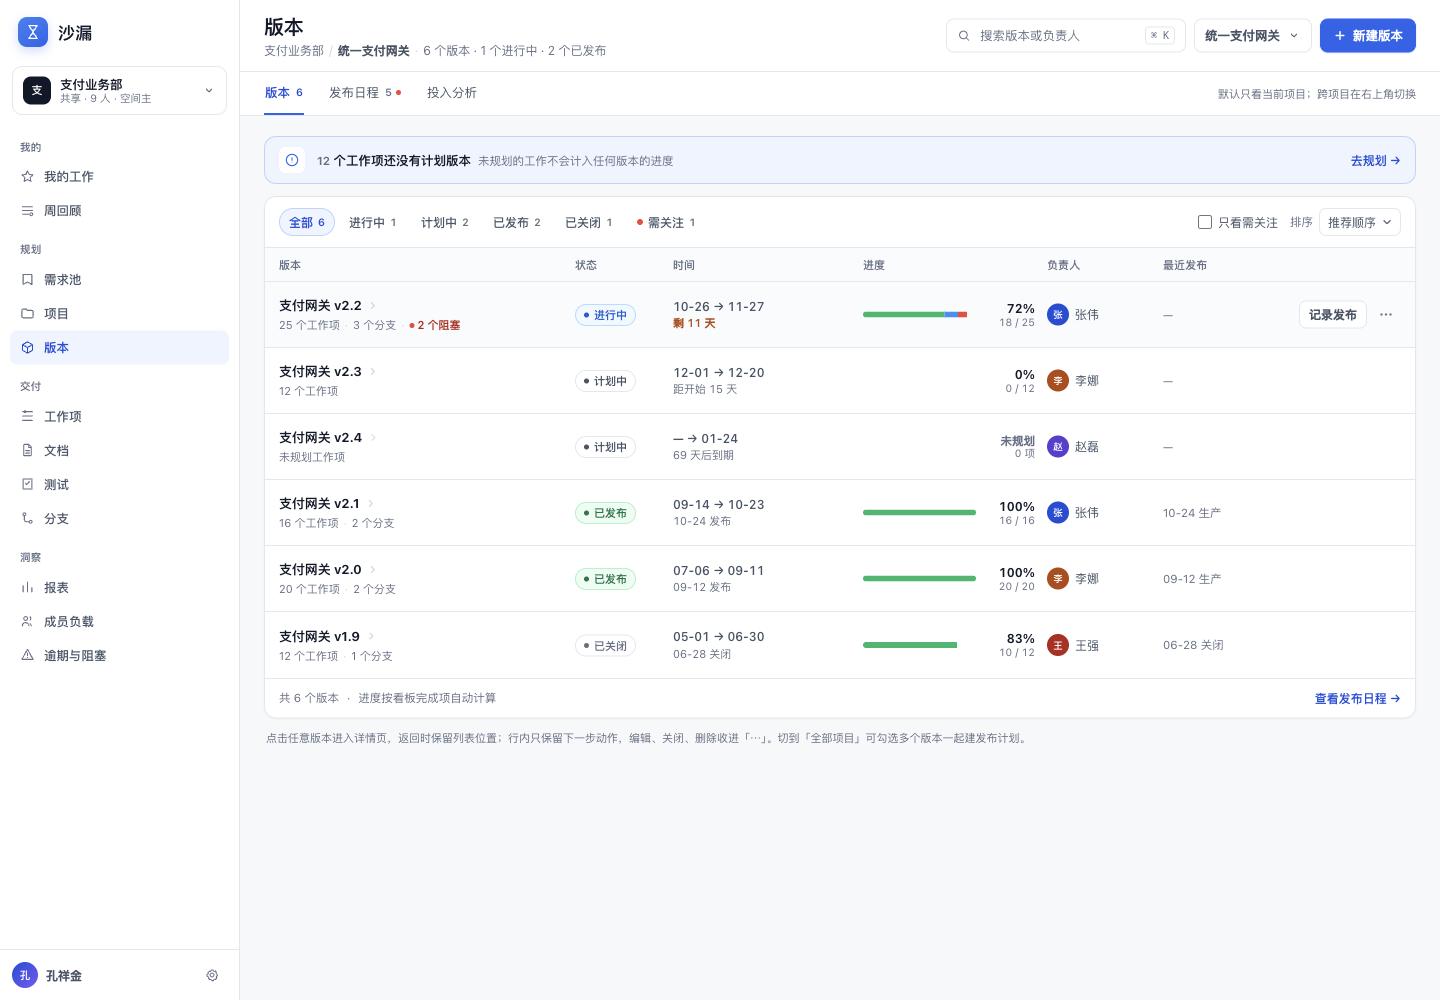 沙漏
支
支付业务部
共享 · 9 人 · 空间主
我的
我的工作
周回顾
规划
需求池
项目
版本
交付
工作项
文档
测试
分支
洞察
报表
成员负载
逾期与阻塞
孔
孔祥金
版本
支付业务部 / 统一支付网关 · 6 个版本 · 1 个进行中 · 2 个已发布
搜索版本或负责人 ⌘ K
统一支付网关
新建版本
版本 6 发布日程 5 投入分析
默认只看当前项目；跨项目在右上角切换
12 个工作项还没有计划版本 未规划的工作不会计入任何版本的进度 去规划 →
全部 6 进行中 1 计划中 2 已发布 2 已关闭 1 需关注 1
只看需关注 排序 推荐顺序
版本 状态 时间 进度 负责人 最近发布
支付网关 v2.2 ›
25 个工作项 · 3 个分支 · 2 个阻塞
进行中
10-26 → 11-27
剩 11 天
72%
18 / 25
张 张伟
—
记录发布 ···
支付网关 v2.3 ›
12 个工作项
计划中
12-01 → 12-20
距开始 15 天
0%
0 / 12
李 李娜
—
支付网关 v2.4 ›
未规划工作项
计划中
— → 01-24
69 天后到期
未规划
0 项
赵 赵磊
—
支付网关 v2.1 ›
16 个工作项 · 2 个分支
已发布
09-14 → 10-23
10-24 发布
100%
16 / 16
张 张伟
10-24 生产
支付网关 v2.0 ›
20 个工作项 · 2 个分支
已发布
07-06 → 09-11
09-12 发布
100%
20 / 20
李 李娜
09-12 生产
支付网关 v1.9 ›
12 个工作项 · 1 个分支
已关闭
05-01 → 06-30
06-28 关闭
83%
10 / 12
王 王强
06-28 关闭
共 6 个版本 · 进度按看板完成项自动计算
查看发布日程 →
点击任意版本进入详情页，返回时保留列表位置；行内只保留下一步动作，编辑、关闭、删除收进「···」。切到「全部项目」可勾选多个版本一起建发布计划。